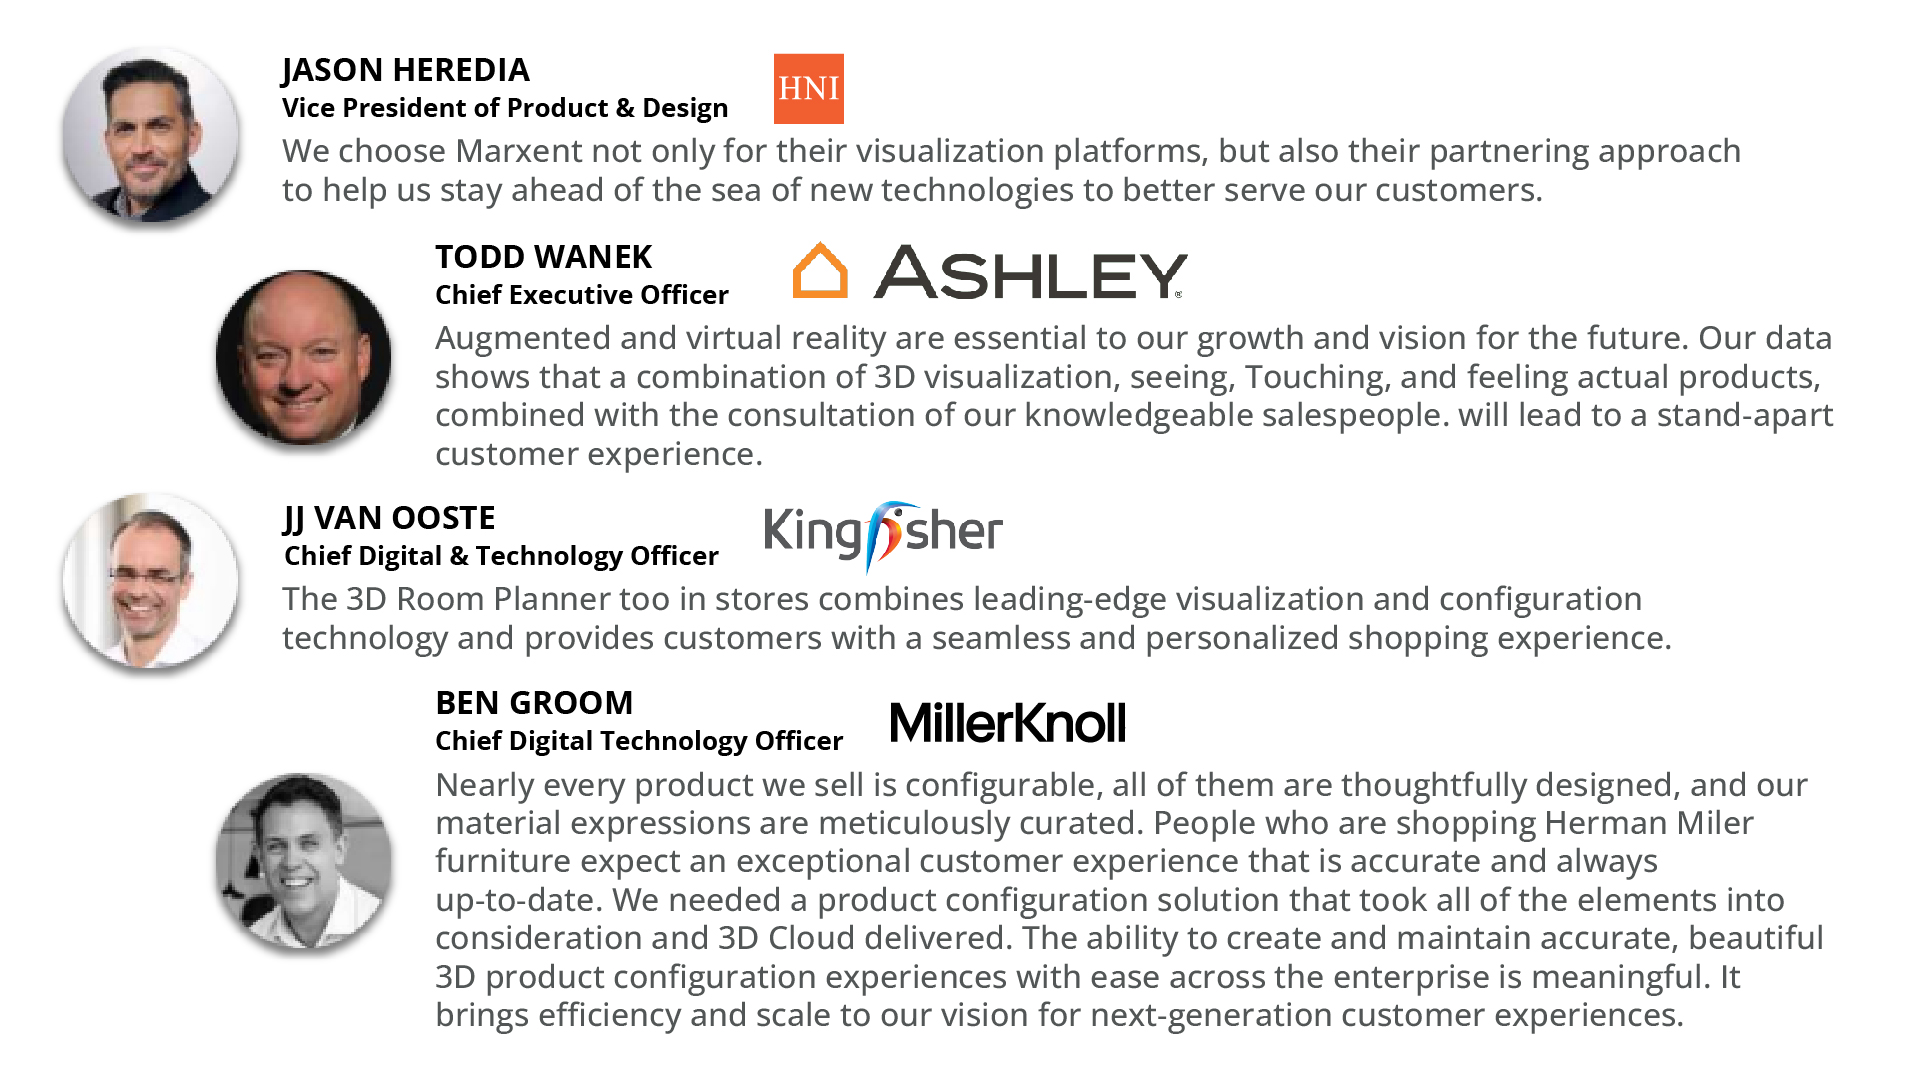 JASON HEREDIA
Vice President of Product & Design
HNI
We choose Marxent not only for their visualization platforms, but also their partnering approach
to help us stay ahead of the sea of new technologies to better serve our customers.
TODD WANEK
Chief Executive Officer
ASHLEY®
Augmented and virtual reality are essential to our growth and vision for the future. Our data
shows that a combination of 3D visualization, seeing, Touching, and feeling actual products,
combined with the consultation of our knowledgeable salespeople. will lead to a stand-apart
customer experience.
JJ VAN OOSTE
Chief Digital & Technology Officer
Kingfisher
The 3D Room Planner too in stores combines leading-edge visualization and configuration
technology and provides customers with a seamless and personalized shopping experience.
BEN GROOM
Chief Digital Technology Officer
MillerKnoll
Nearly every product we sell is configurable, all of them are thoughtfully designed, and our
material expressions are meticulously curated. People who are shopping Herman Miler
furniture expect an exceptional customer experience that is accurate and always
up-to-date. We needed a product configuration solution that took all of the elements into
consideration and 3D Cloud delivered. The ability to create and maintain accurate, beautiful
3D product configuration experiences with ease across the enterprise is meaningful. It
brings efficiency and scale to our vision for next-generation customer experiences.